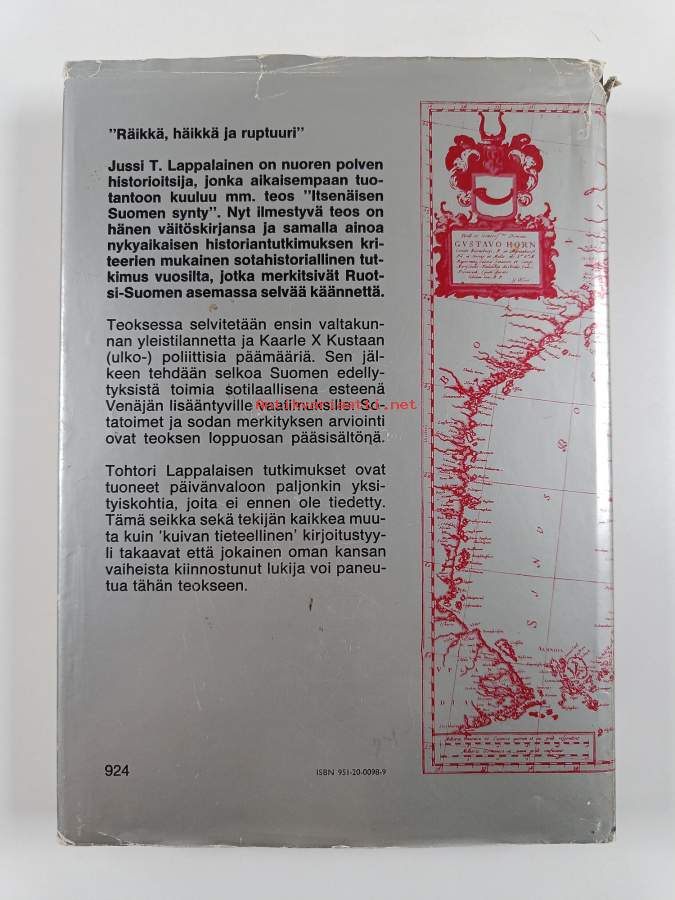 "Räikkä, häikkä ja ruptuuri"
Jussi T. Lappalainen on nuoren polven
historioitsija, jonka aikaisempaan tuo-
tantoon kuuluu mm. teos "Itsenäisen
Suomen synty". Nyt ilmestyvä teos on
hänen väitöskirjansa ja samalla ainoa
nykyaikaisen historiantutkimuksen kri-
teerien mukainen sotahistoriallinen tut-
kimus vuosilta, jotka merkitsivät Ruot-
si-Suomen asemassa selvää käännettä.
Teoksessa selvitetään ensin valtakun-
nan yleistilannetta ja Kaarle X Kustaan
(ulko-) poliittisia päämääriä. Sen jäl-
keen tehdään selkoa Suomen edelly-
tyksistä toimia sotilaallisena esteenä
Venäjän lisääntyville vaatimuksille. So-
tatoimet ja sodan merkityksen arviointi
ovat teoksen loppuosan pääsisältönä.
Tohtori Lappalaisen tutkimukset ovat
tuoneet päivänvaloon paljonkin yksi-
tyiskohtia, joita ei ennen ole tiedetty.
Tämä seikka sekä tekijän kaikkea muu-
ta kuin 'kuivan tieteellinen' kirjoitustyy-
li takaavat että jokainen oman kansan
vaiheista kiinnostunut lukija voi paneu-
tua tähän teokseen.
924
ISBN 951-20-0098-9
GVSTAVO HORN